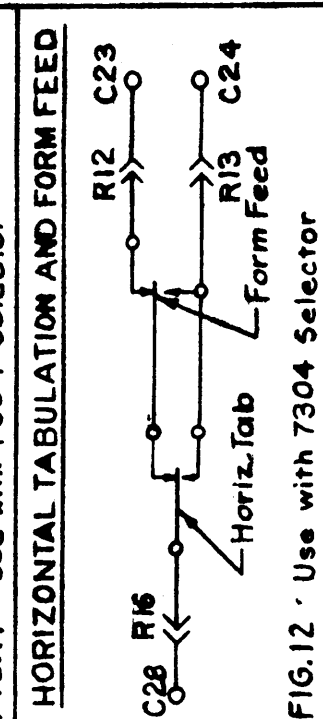 HORIZONTAL TABULATION AND FORM FEED
C28
R16
Horiz. Tab
R12
C23
R13
C24
Form Feed
FIG.12 Use with 7304 Selector